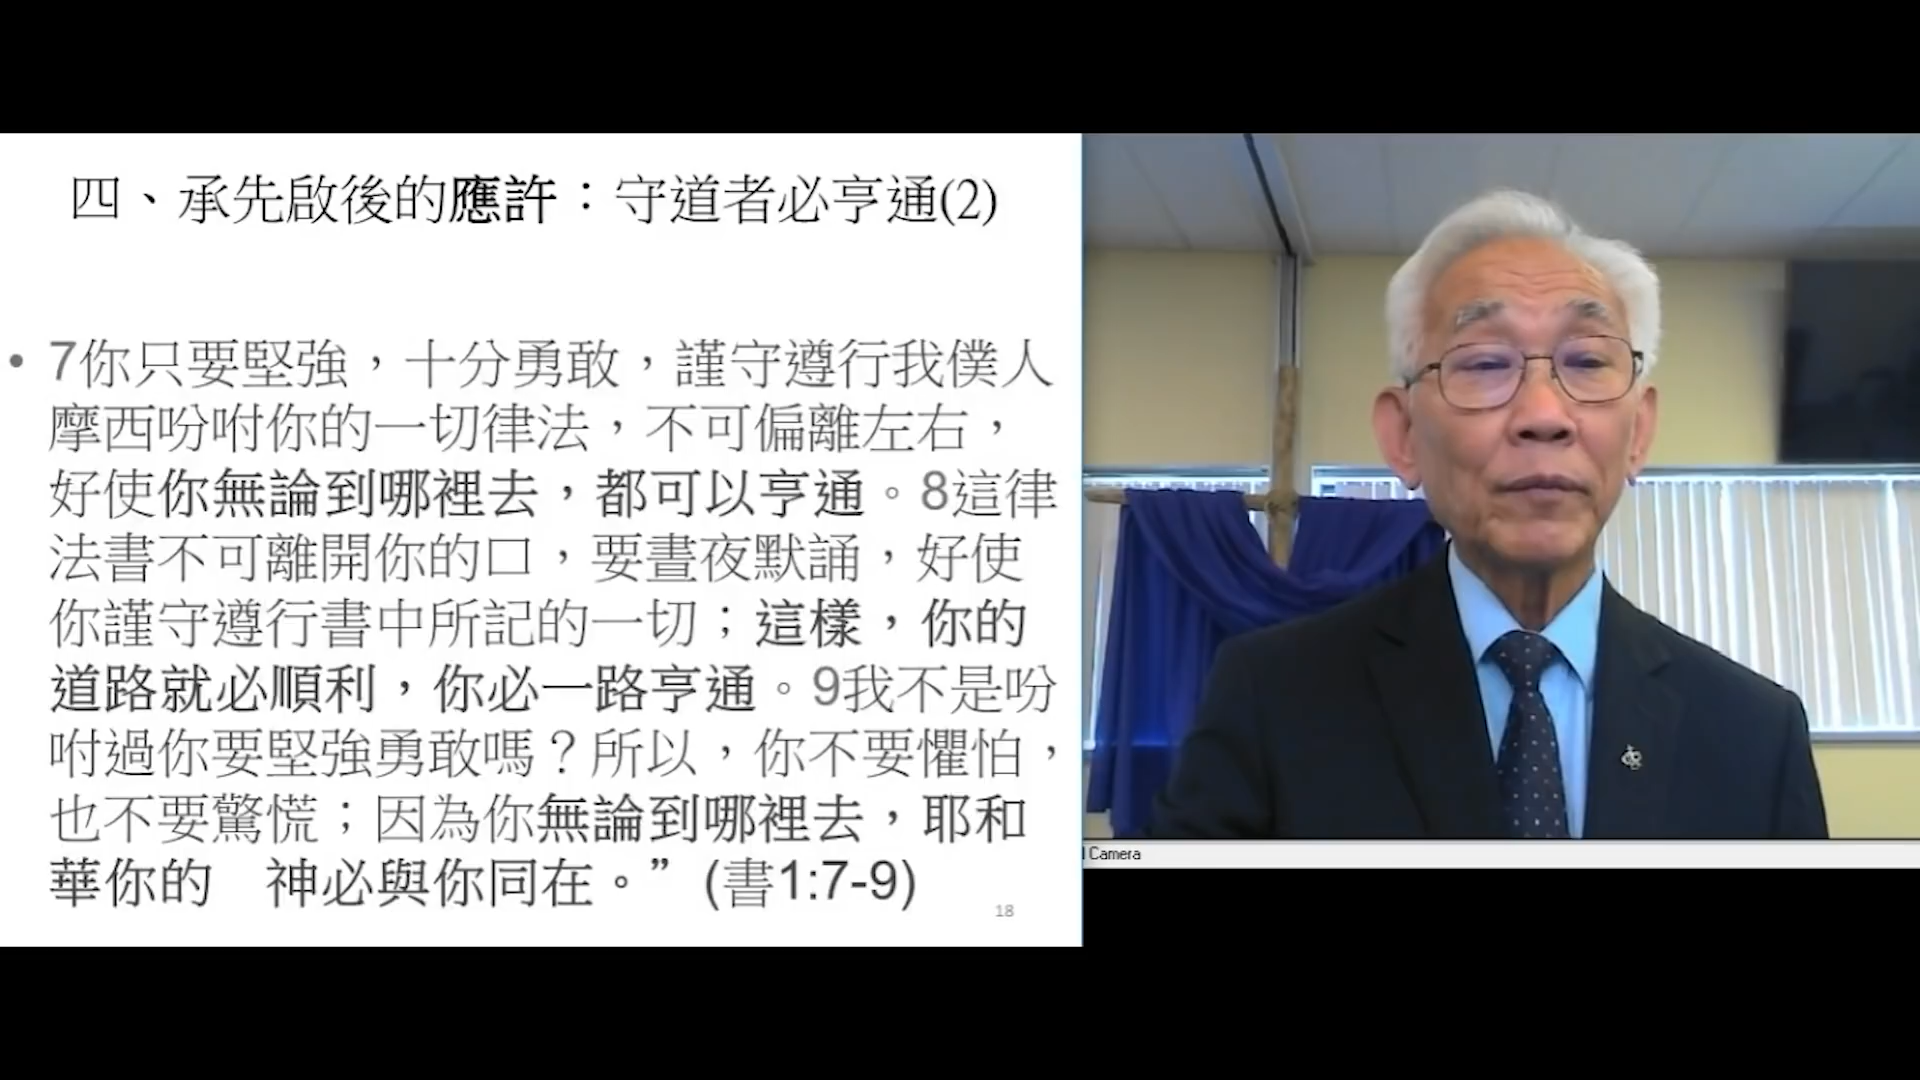 四、承先啟後的應許：守道者必亨通(2)
• 7你只要堅強，十分勇敢，謹守遵行我僕人
摩西吩咐你的一切律法，不可偏離左右，
好使你無論到哪裡去，都可以亨通。8這律
法書不可離開你的口，要晝夜默誦，好使
你謹守遵行書中所記的一切；這樣，你的
道路就必順利，你必一路亨通。9我不是吩
咐過你要堅強勇敢嗎？所以，你不要懼怕，
也不要驚慌；因為你無論到哪裡去，耶和
華你的　神必與你同在。” (書1:7-9)
18
Camera